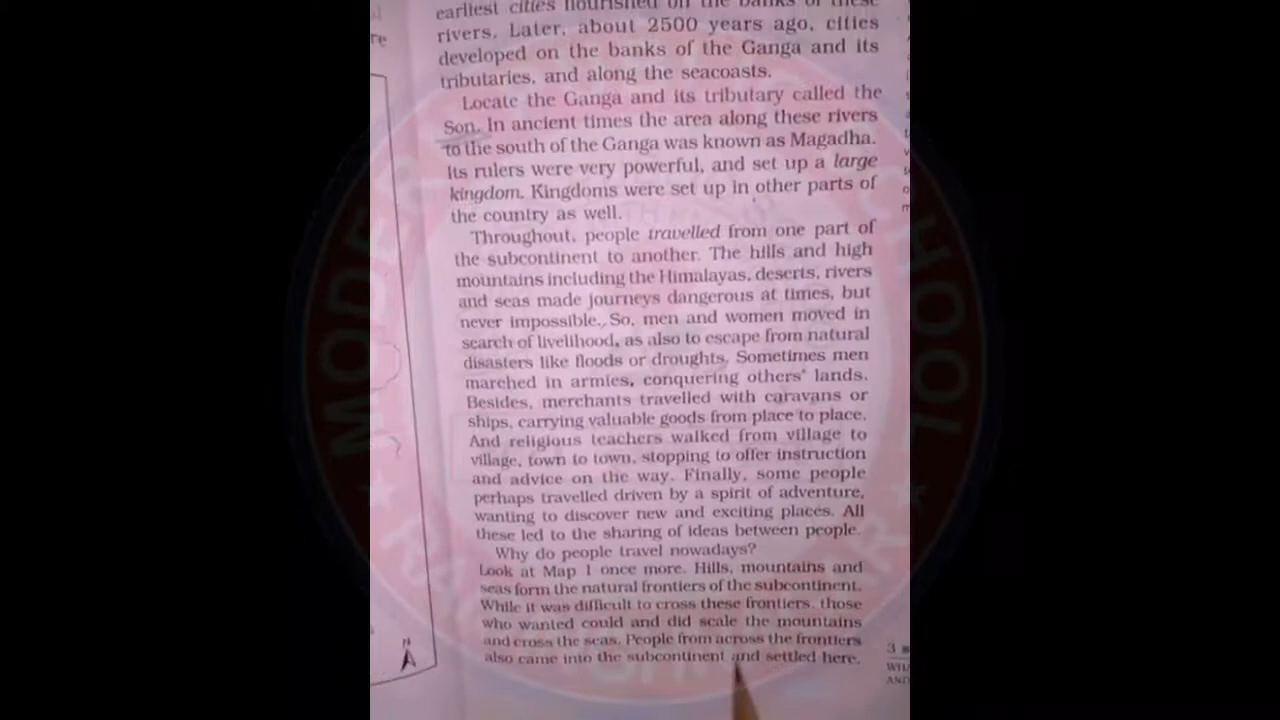 earliest cities flourished on the banks of these
rivers. Later, about 2500 years ago, cities
developed on the banks of the Ganga and its
tributaries, and along the seacoasts.
Locate the Ganga and its tributary called the
Son. In ancient times the area along these rivers
to the south of the Ganga was known as Magadha.
Its rulers were very powerful, and set up a large
kingdom. Kingdoms were set up in other parts of
the country as well.
Throughout, people travelled from one part of
the subcontinent to another. The hills and high
mountains including the Himalayas, deserts, rivers
and seas made journeys dangerous at times, but
never impossible. So, men and women moved in
search of livelihood, as also to escape from natural
disasters like floods or droughts. Sometimes men
marched in armies, conquering others' lands.
Besides, merchants travelled with caravans or
ships, carrying valuable goods from place to place.
And religious teachers walked from village to
village, town to town, stopping to offer instruction
and advice on the way. Finally, some people
perhaps travelled driven by a spirit of adventure,
wanting to discover new and exciting places. All
these led to the sharing of ideas between people.
Why do people travel nowadays?
Look at Map 1 once more. Hills, mountains and
seas form the natural frontiers of the subcontinent.
While it was difficult to cross these frontiers, those
who wanted could and did scale the mountains
and cross the seas. People from across the frontiers
also came into the subcontinent and settled here.
N
3
AND
MODERN
SCHOOL